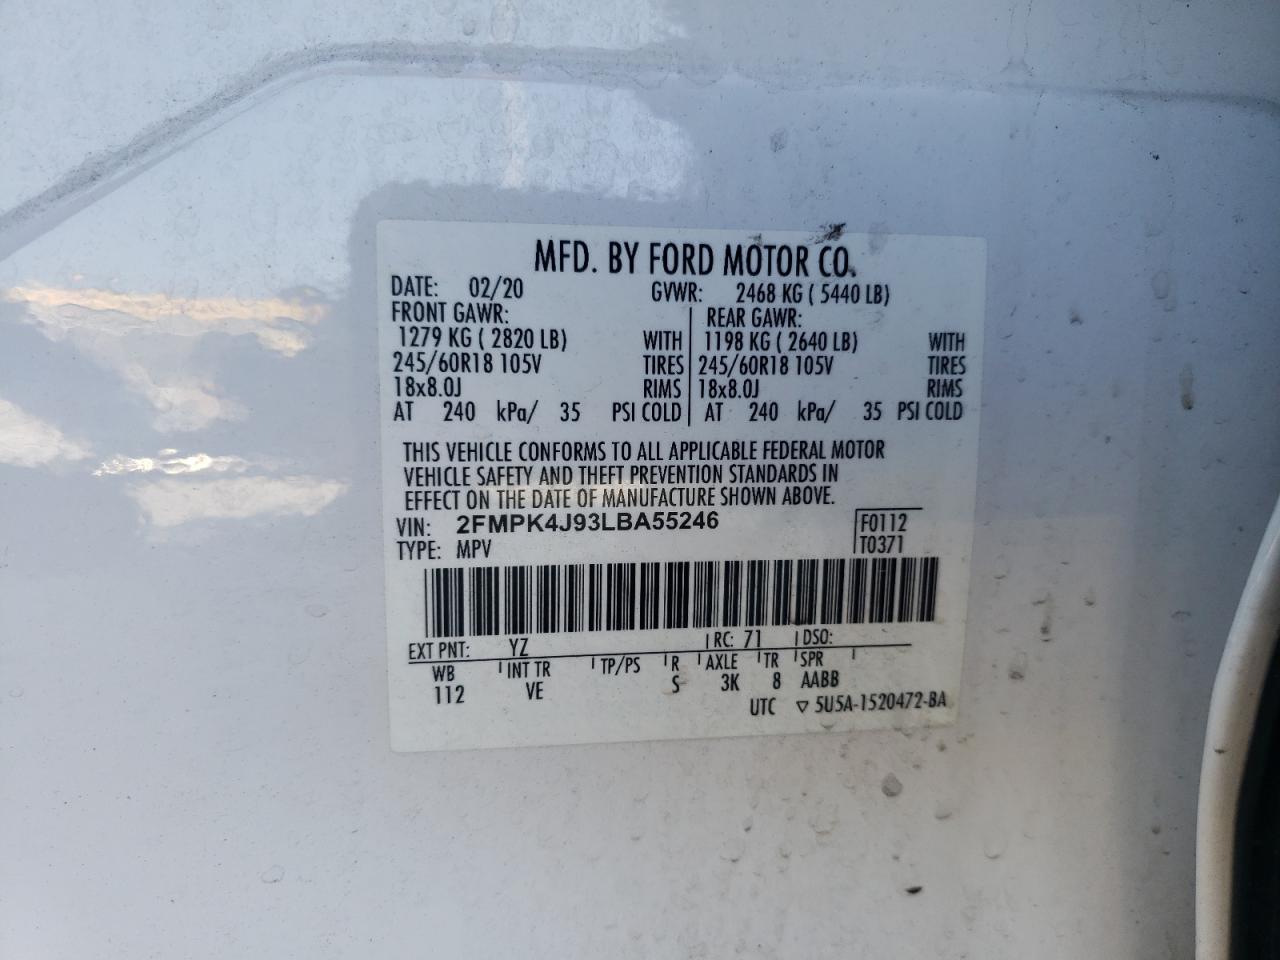 MFD. BY FORD MOTOR CO.
DATE: 02/20 GVWR: 2468 KG ( 5440 LB)
FRONT GAWR: REAR GAWR:
1279 KG ( 2820 LB) WITH 1198 KG ( 2640 LB) WITH
245/60R18 105V TIRES 245/60R18 105V TIRES
18x8.0J RIMS 18x8.0J RIMS
AT 240 kPa/ 35 PSI COLD AT 240 kPa/ 35 PSI COLD
THIS VEHICLE CONFORMS TO ALL APPLICABLE FEDERAL MOTOR
VEHICLE SAFETY AND THEFT PREVENTION STANDARDS IN
EFFECT ON THE DATE OF MANUFACTURE SHOWN ABOVE.
VIN: 2FMPK4J93LBA55246 F0112
TYPE: MPV T0371
EXT PNT: YZ RC: 71 DSO:
WB INT TR TP/PS R AXLE TR SPR
112 VE S 3K 8 AABB
UTC ▽ 5U5A-1520472-BA